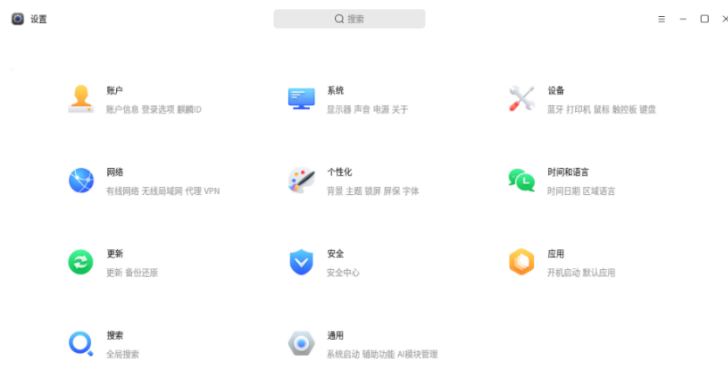 设置
搜索
账户
账户信息 登录选项 麒麟ID
系统
显示器 声音 电源 关于
设备
蓝牙 打印机 鼠标 触控板 键盘
网络
有线网络 无线局域网 代理 VPN
个性化
背景 主题 锁屏 屏保 字体
时间和语言
时间日期 区域语言
更新
更新 备份还原
安全
安全中心
应用
开机启动 默认应用
搜索
全局搜索
通用
系统启动 辅助功能 AI模块管理